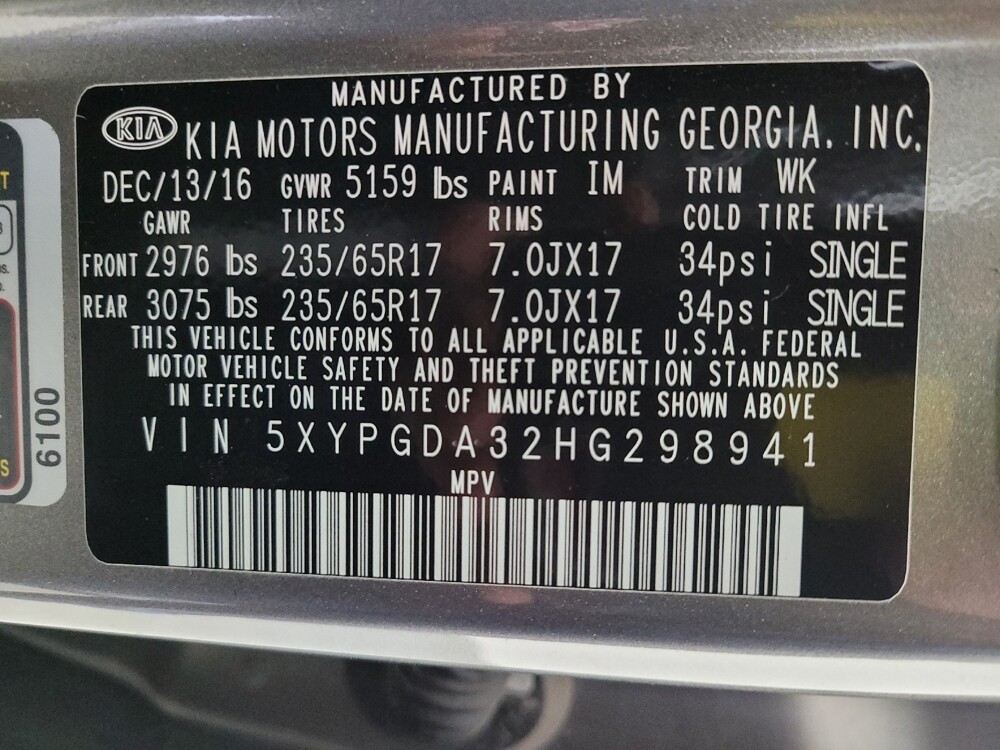 MANUFACTURED BY
KIA KIA MOTORS MANUFACTURING GEORGIA. INC.
DEC/13/16 GVWR 5159 lbs PAINT IM TRIM WK
GAWR TIRES RIMS COLD TIRE INFL
FRONT 2976 lbs 235/65R17 7.0JX17 34psi SINGLE
REAR 3075 lbs 235/65R17 7.0JX17 34psi SINGLE
THIS VEHICLE CONFORMS TO ALL APPLICABLE U.S.A. FEDERAL
MOTOR VEHICLE SAFETY AND THEFT PREVENTION STANDARDS
IN EFFECT ON THE DATE OF MANUFACTURE SHOWN ABOVE
VIN 5XYPGDA32HG298941
MPV
6100